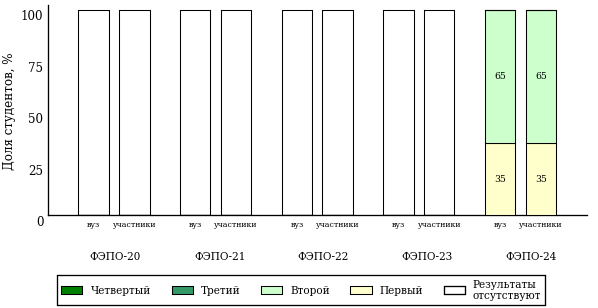 Доля студентов, %
100
75
50
25
0
65 65
35 35
вуз участники вуз участники вуз участники вуз участники вуз участники
ФЭПО-20 ФЭПО-21 ФЭПО-22 ФЭПО-23 ФЭПО-24
Четвертый Третий Второй Первый Результаты
отсутствуют